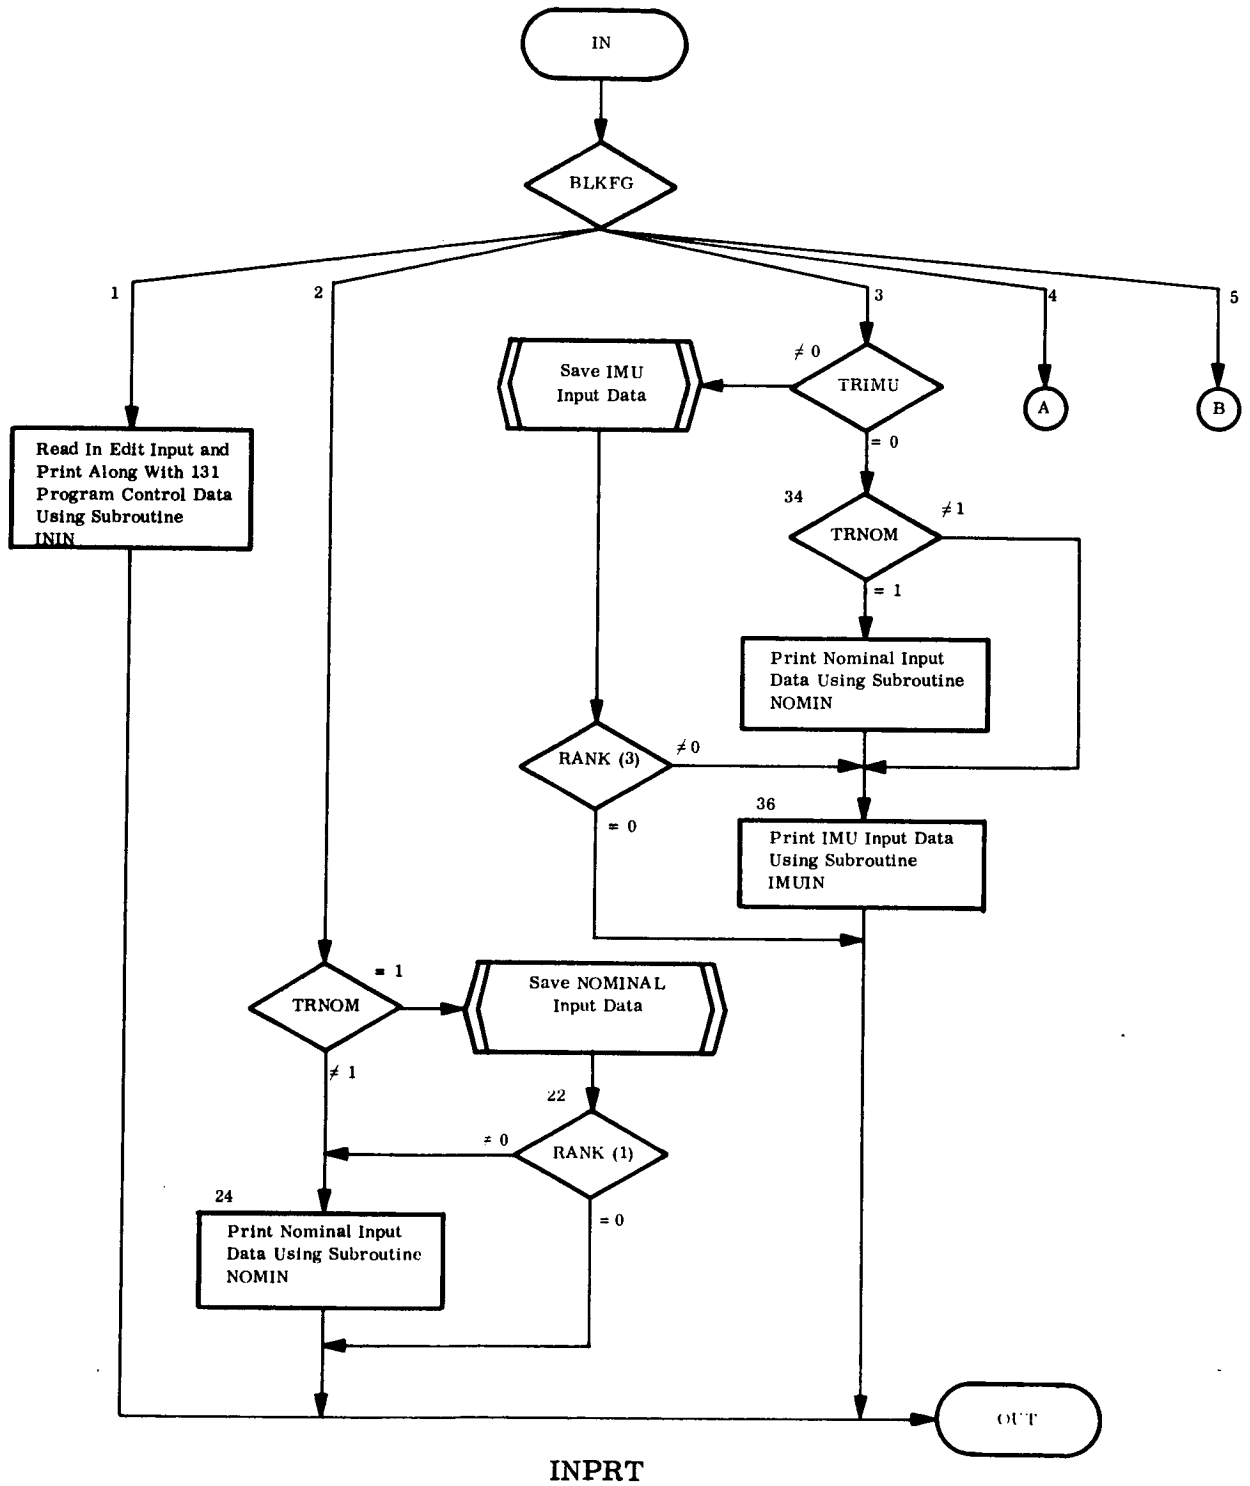 IN
BLKFG
1
2
3
4
5
≠ 0
Save IMU
Input Data
TRIMU
A
B
= 0
Read In Edit Input and
Print Along With 131
Program Control Data
Using Subroutine
ININ
34
≠ 1
TRNOM
= 1
Print Nominal Input
Data Using Subroutine
NOMIN
RANK (3)
≠ 0
= 0
36
Print IMU Input Data
Using Subroutine
IMUIN
TRNOM
= 1
Save NOMINAL
Input Data
≠ 1
22
≠ 0
RANK (1)
= 0
24
Print Nominal Input
Data Using Subroutine
NOMIN
OUT
INPRT